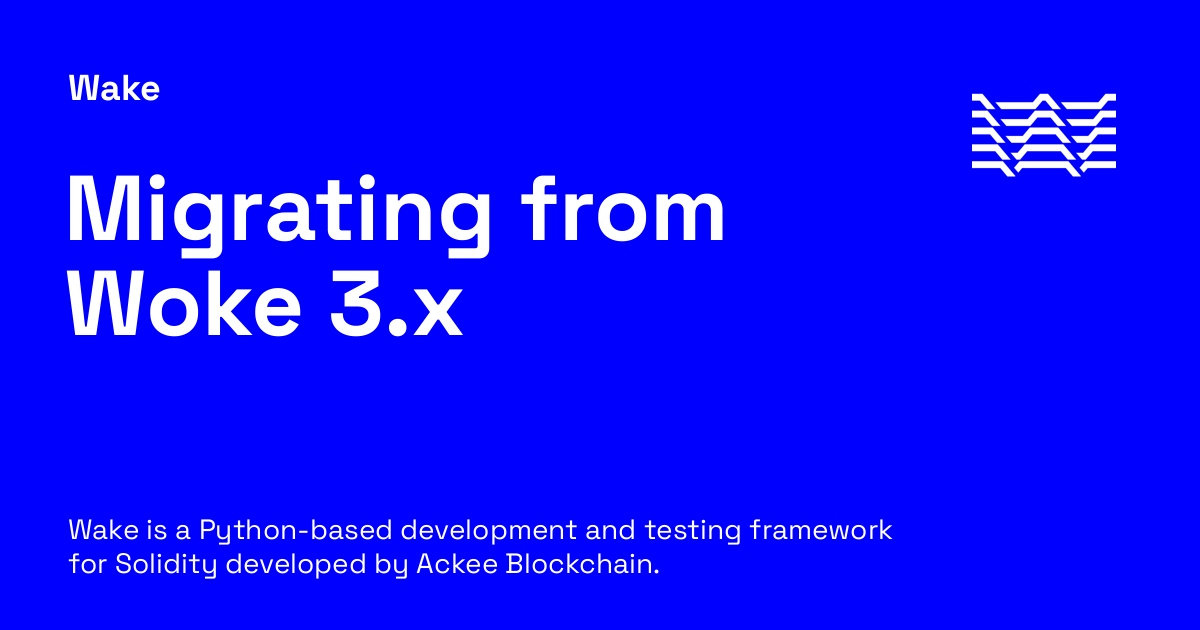 Wake
Migrating from
Woke 3.x
Wake is a Python-based development and testing framework
for Solidity developed by Ackee Blockchain.